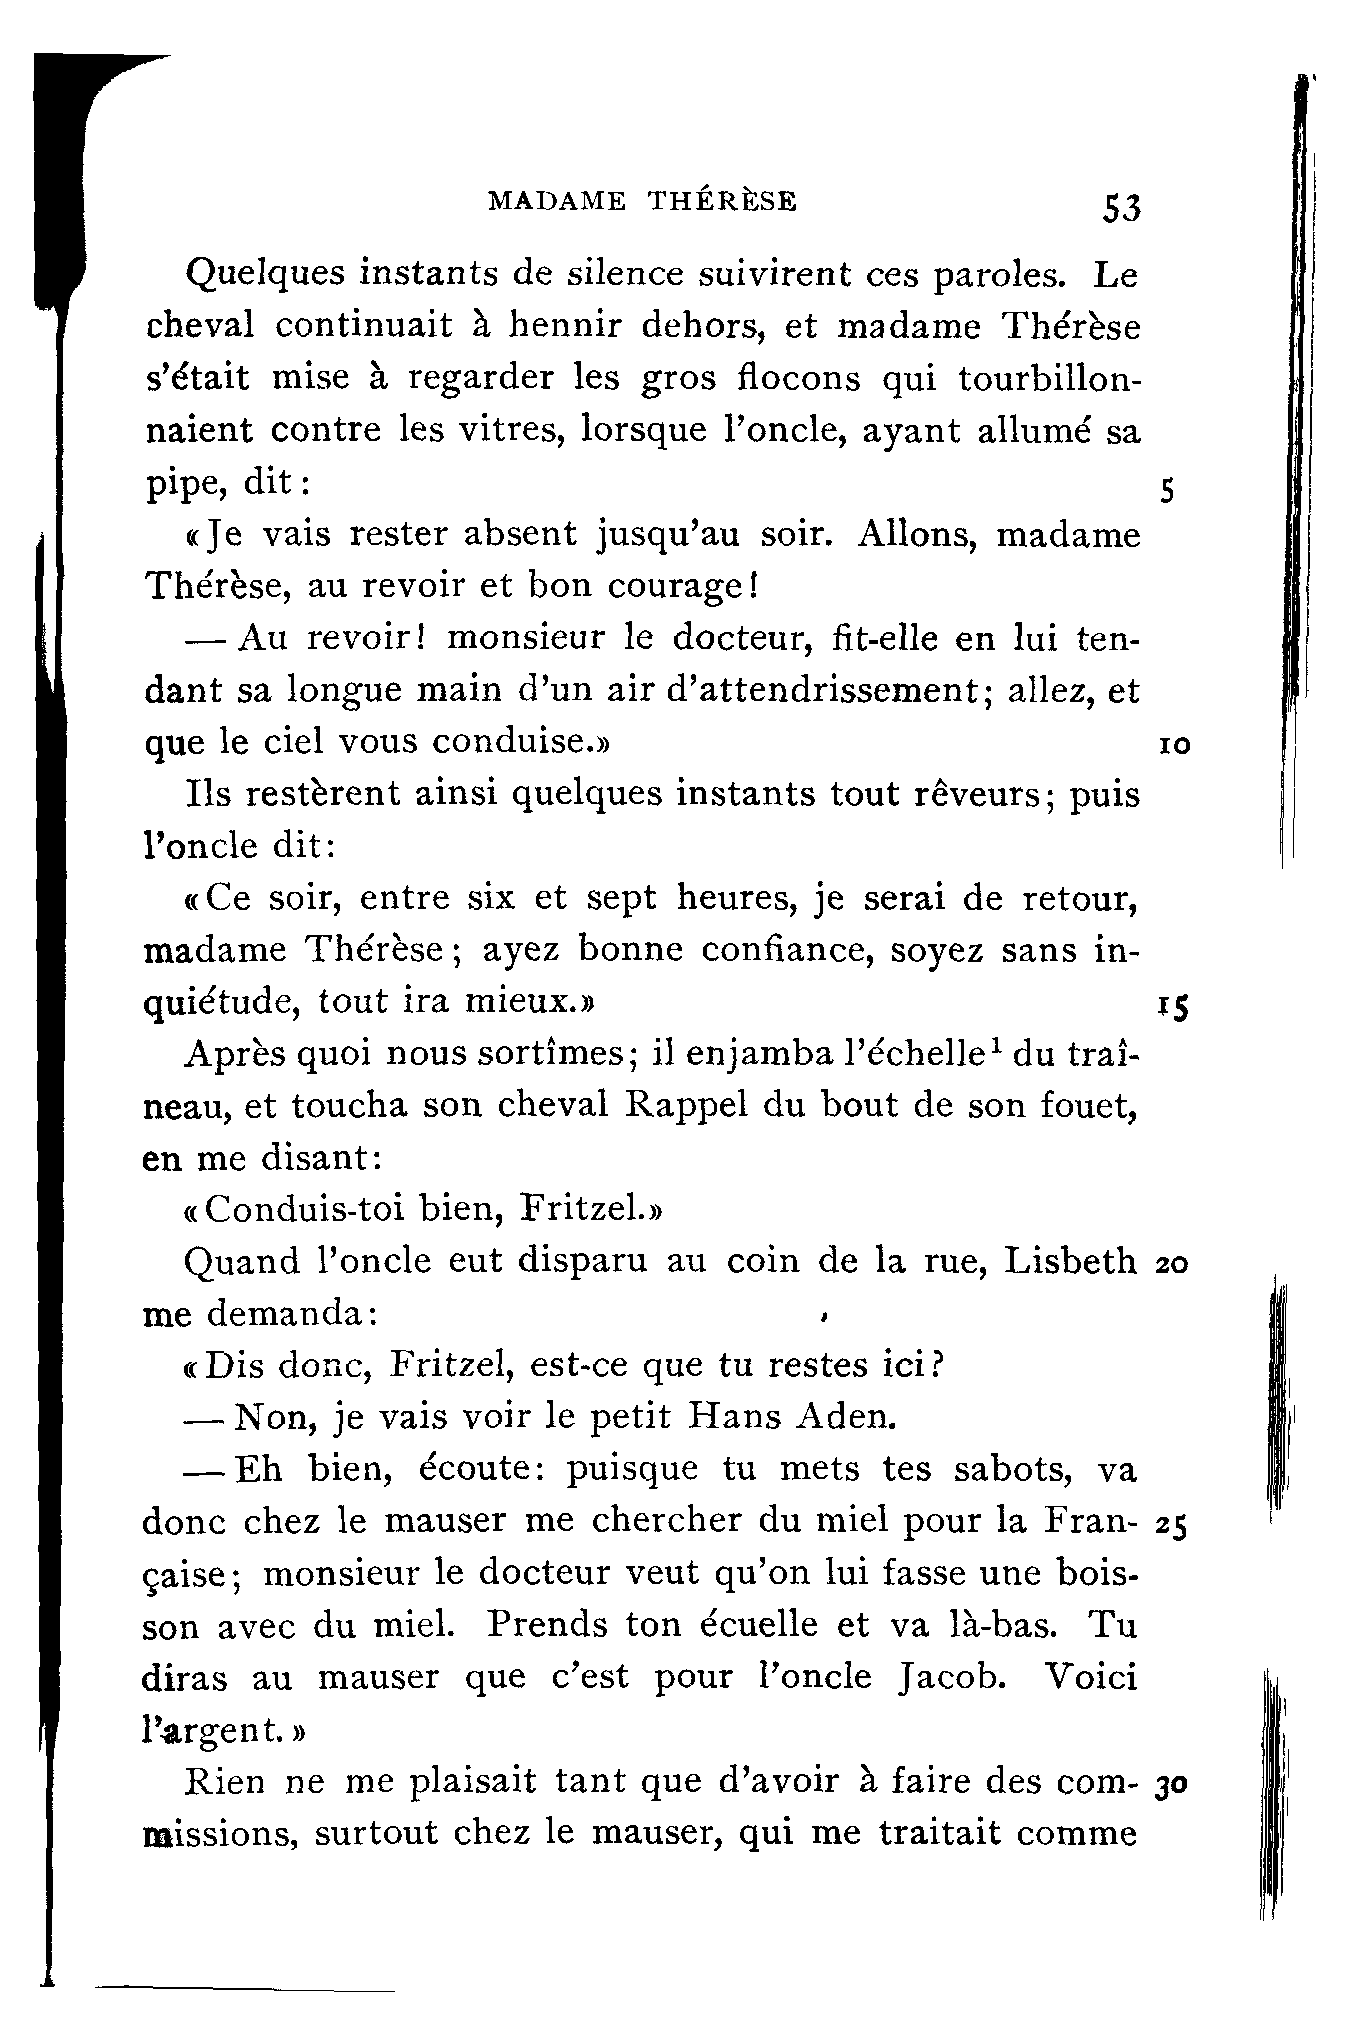 MADAME THÉRÈSE 53
Quelques instants de silence suivirent ces paroles. Le
cheval continuait à hennir dehors, et madame Thérèse
s'était mise à regarder les gros flocons qui tourbillon-
naient contre les vitres, lorsque l'oncle, ayant allumé sa
pipe, dit : 5
«Je vais rester absent jusqu'au soir. Allons, madame
Thérèse, au revoir et bon courage!
— Au revoir! monsieur le docteur, fit-elle en lui ten-
dant sa longue main d'un air d'attendrissement; allez, et
que le ciel vous conduise.» 10
Ils restèrent ainsi quelques instants tout rêveurs; puis
l'oncle dit:
«Ce soir, entre six et sept heures, je serai de retour,
madame Thérèse; ayez bonne confiance, soyez sans in-
quiétude, tout ira mieux.» 15
Après quoi nous sortîmes; il enjamba l'échelle¹ du traî-
neau, et toucha son cheval Rappel du bout de son fouet,
en me disant:
«Conduis-toi bien, Fritzel.»
Quand l'oncle eut disparu au coin de la rue, Lisbeth 20
me demanda:
«Dis donc, Fritzel, est-ce que tu restes ici?
— Non, je vais voir le petit Hans Aden.
— Eh bien, écoute: puisque tu mets tes sabots, va
donc chez le mauser me chercher du miel pour la Fran- 25
çaise; monsieur le docteur veut qu'on lui fasse une bois-
son avec du miel. Prends ton écuelle et va là-bas. Tu
diras au mauser que c'est pour l'oncle Jacob. Voici
l'argent.»
Rien ne me plaisait tant que d'avoir à faire des com- 30
missions, surtout chez le mauser, qui me traitait comme